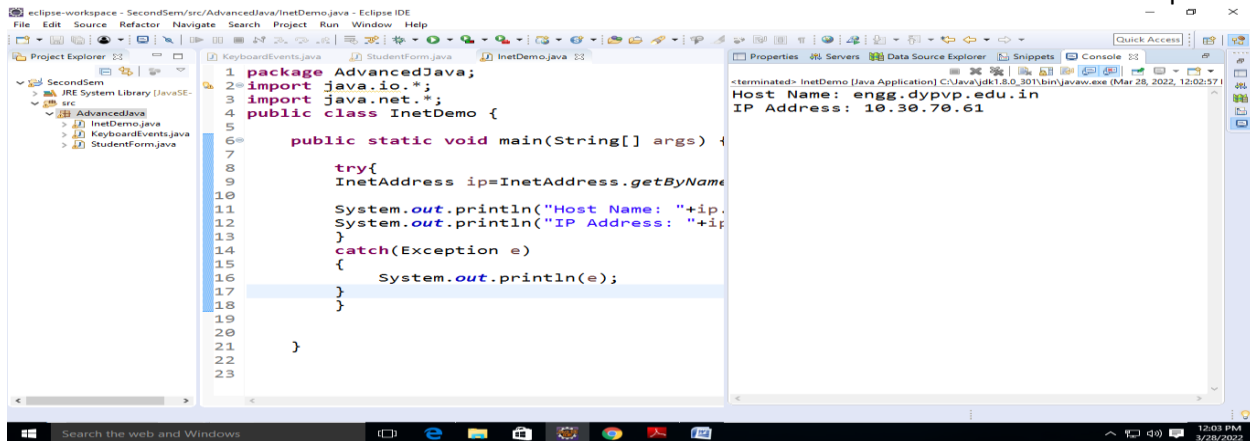 eclipse-workspace - SecondSem/src/AdvancedJava/InetDemo.java - Eclipse IDE
File Edit Source Refactor Navigate Search Project Run Window Help
Quick Access
Project Explorer
SecondSem
JRE System Library [JavaSE-
src
AdvancedJava
InetDemo.java
KeyboardEvents.java
StudentForm.java
KeyboardEvents.java StudentForm.java InetDemo.java
1 package AdvancedJava;
2 import java.io.*;
3 import java.net.*;
4 public class InetDemo {
5
6 public static void main(String[] args) {
7
8 try{
9 InetAddress ip=InetAddress.getByName
10
11 System.out.println("Host Name: "+ip.
12 System.out.println("IP Address: "+ip
13 }
14 catch(Exception e)
15 {
16 System.out.println(e);
17 }
18 }
19
20
21 }
22
23
Properties Servers Data Source Explorer Snippets Console
<terminated> InetDemo [Java Application] C:\Java\jdk1.8.0_301\bin\javaw.exe (Mar 28, 2022, 12:02:57
Host Name: engg.dypvp.edu.in
IP Address: 10.30.70.61
Search the web and Windows
12:03 PM
3/28/2022